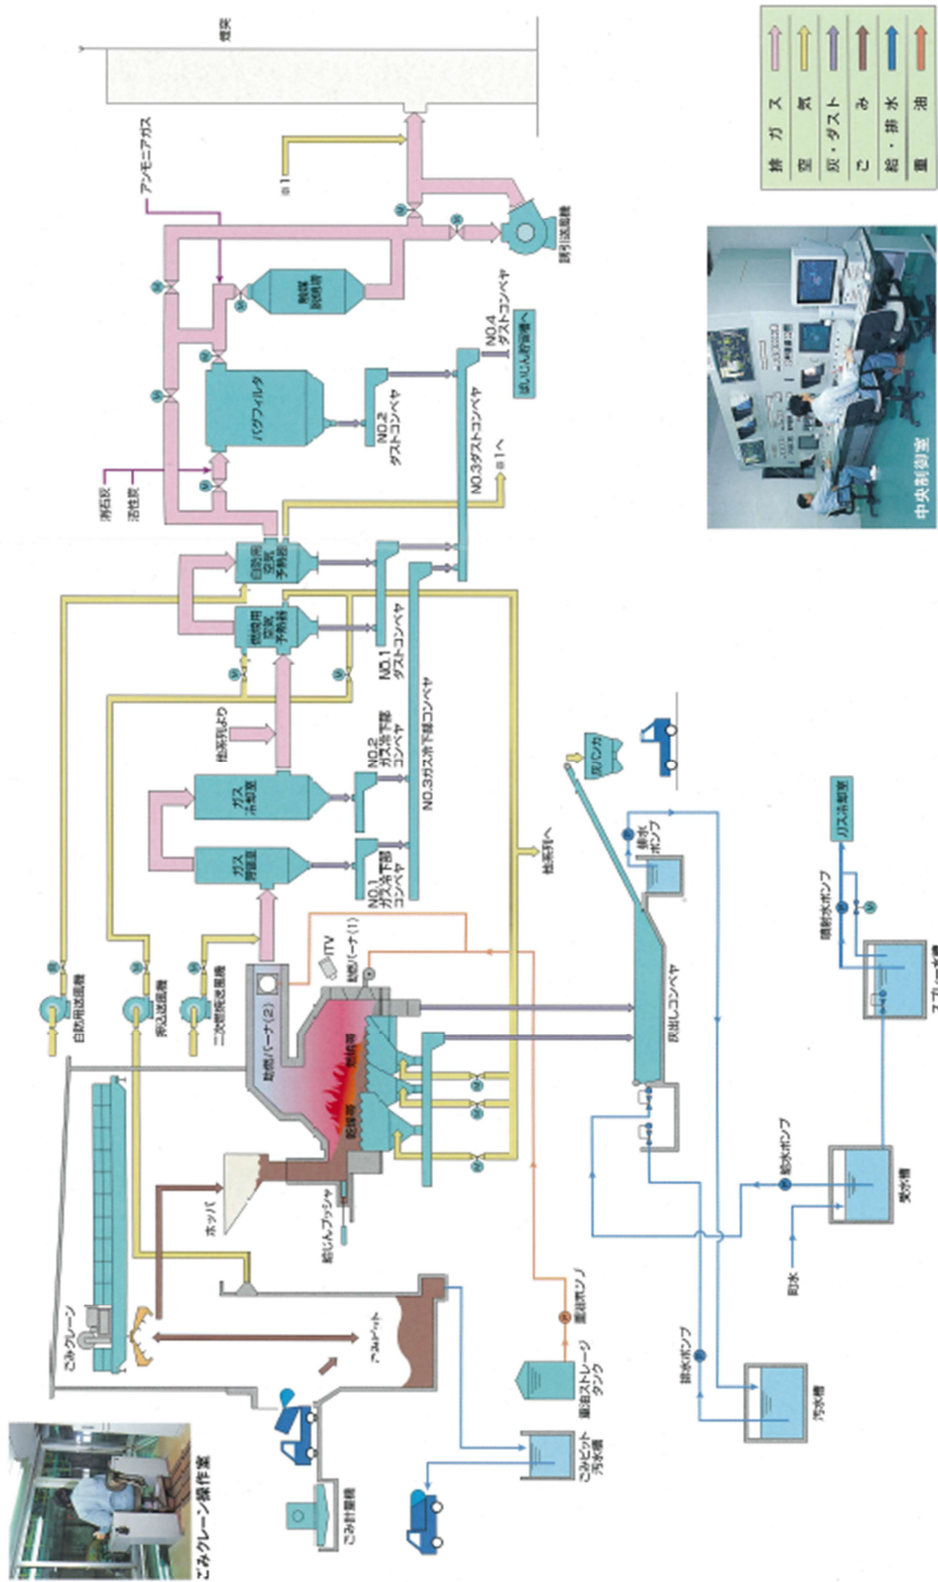 ごみクレーン操作室
ごみクレーン
ごみ計量機
ごみピット
ごみピット
汚水槽
ホッパ
給じんプッシャ
乾燥帯
燃焼帯
助燃バーナ(2)
助燃バーナ(1)
ITV
重油ストレージ
タンク
重油ポンプ
自防用送風機
押込送風機
二次燃焼送風機
ガス
冷却室
NO.1
ガス冷下部
コンベヤ
NO.2
ガス冷下部
コンベヤ
NO.3ガス冷下部コンベヤ
他系列より
他系列へ
燃焼用
空気
予熱器
自防用
空気
予熱器
NO.1
ダストコンベヤ
消石灰
活性炭
バグフィルタ
NO.2
ダストコンベヤ
NO.3ダストコンベヤ
NO.4
ダストコンベヤ
ばいじん貯留槽へ
※1へ
アンモニアガス
触媒
脱硝塔
※1
誘引送風機
煙突
灰出しコンベヤ
灰バンカ
排水
ポンプ
噴射水ポンプ
ガス冷却室
スプレー水槽
給水ポンプ
受水槽
町水
排水ポンプ
汚水槽
中央制御室
排ガス
空気
灰・ダスト
ごみ
給・排水
重油